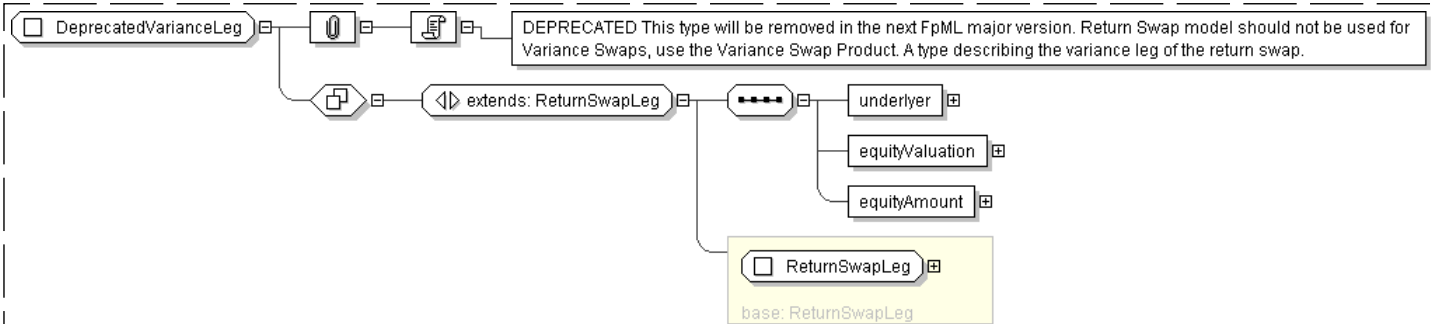 DeprecatedVarianceLeg
DEPRECATED This type will be removed in the next FpML major version. Return Swap model should not be used for
Variance Swaps, use the Variance Swap Product. A type describing the variance leg of the return swap.
extends: ReturnSwapLeg
underlyer
equityValuation
equityAmount
ReturnSwapLeg
base: ReturnSwapLeg